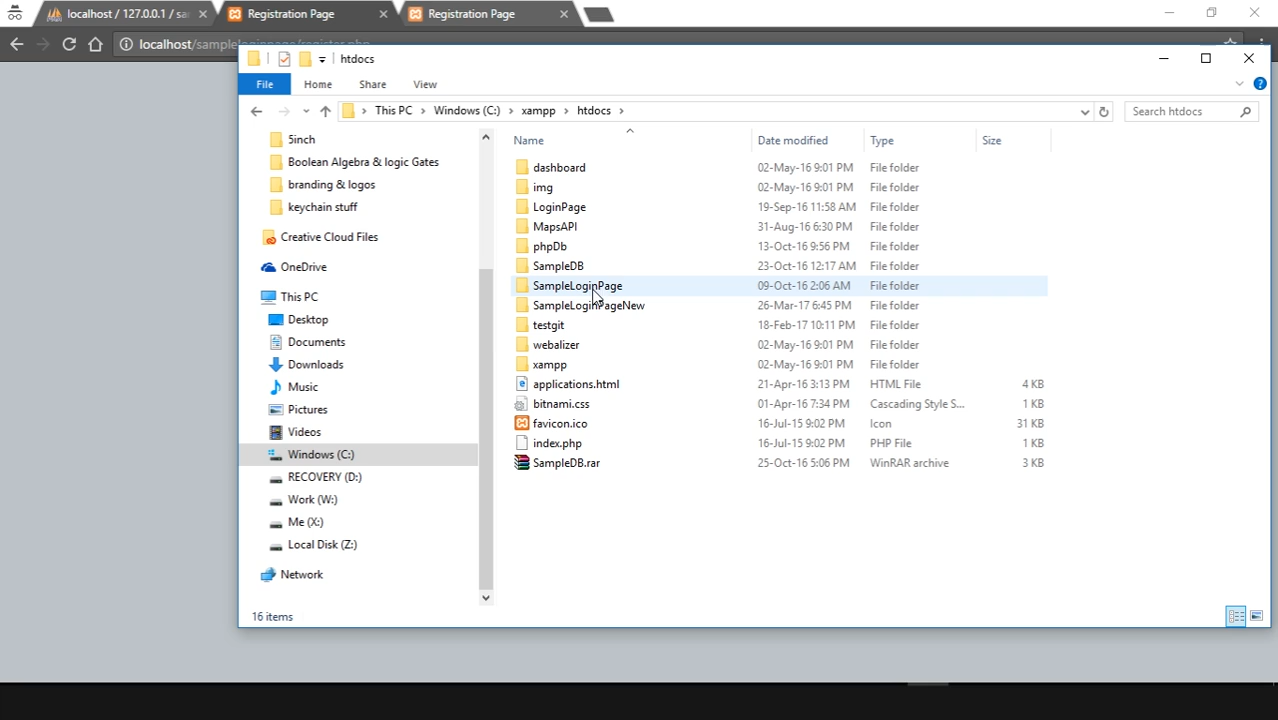 localhost / 127.0.0.1 / sa
Registration Page
Registration Page
localhost/sampleloginpage/register.php
htdocs
File
Home
Share
View
This PC
Windows (C:)
xampp
htdocs
Search htdocs
5inch
Boolean Algebra & logic Gates
branding & logos
keychain stuff
Creative Cloud Files
OneDrive
This PC
Desktop
Documents
Downloads
Music
Pictures
Videos
Windows (C:)
RECOVERY (D:)
Work (W:)
Me (X:)
Local Disk (Z:)
Network
Name Date modified Type Size
dashboard 02-May-16 9:01 PM File folder
img 02-May-16 9:01 PM File folder
LoginPage 19-Sep-16 11:58 AM File folder
MapsAPI 31-Aug-16 6:30 PM File folder
phpDb 13-Oct-16 9:56 PM File folder
SampleDB 23-Oct-16 12:17 AM File folder
SampleLoginPage 09-Oct-16 2:06 AM File folder
SampleLoginPageNew 26-Mar-17 6:45 PM File folder
testgit 18-Feb-17 10:11 PM File folder
webalizer 02-May-16 9:01 PM File folder
xampp 02-May-16 9:01 PM File folder
applications.html 21-Apr-16 3:13 PM HTML File 4 KB
bitnami.css 01-Apr-16 7:34 PM Cascading Style S... 1 KB
favicon.ico 16-Jul-15 9:02 PM Icon 31 KB
index.php 16-Jul-15 9:02 PM PHP File 1 KB
SampleDB.rar 25-Oct-16 5:06 PM WinRAR archive 3 KB
16 items